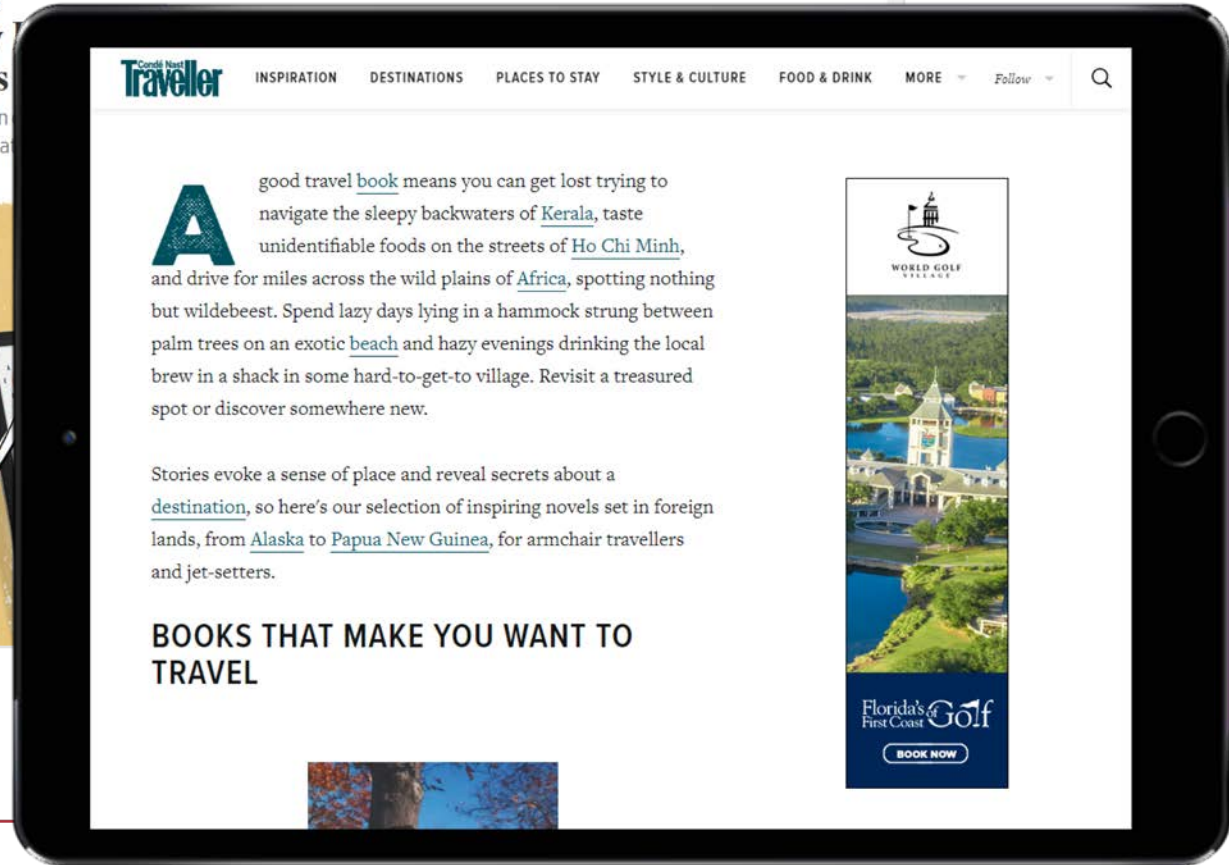 Condé Nast
Traveller
INSPIRATION
DESTINATIONS
PLACES TO STAY
STYLE & CULTURE
FOOD & DRINK
MORE
Follow
A good travel book means you can get lost trying to
navigate the sleepy backwaters of Kerala, taste
unidentifiable foods on the streets of Ho Chi Minh,
and drive for miles across the wild plains of Africa, spotting nothing
but wildebeest. Spend lazy days lying in a hammock strung between
palm trees on an exotic beach and hazy evenings drinking the local
brew in a shack in some hard-to-get-to village. Revisit a treasured
spot or discover somewhere new.
Stories evoke a sense of place and reveal secrets about a
destination, so here's our selection of inspiring novels set in foreign
lands, from Alaska to Papua New Guinea, for armchair travellers
and jet-setters.
BOOKS THAT MAKE YOU WANT TO
TRAVEL
WORLD GOLF
VILLAGE
Florida's
First Coast of Golf
BOOK NOW